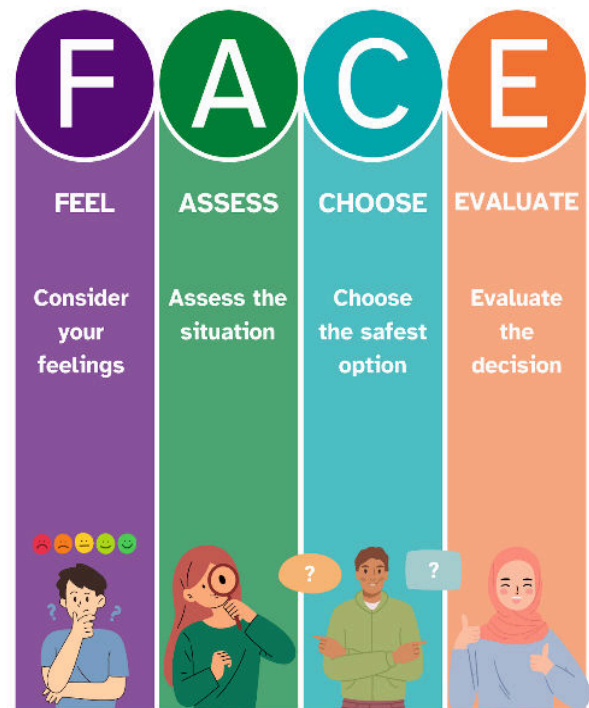 F A C E
FEEL
Consider
your
feelings
ASSESS
Assess the
situation
CHOOSE
Choose
the safest
option
EVALUATE
Evaluate
the
decision
?
?
?
?